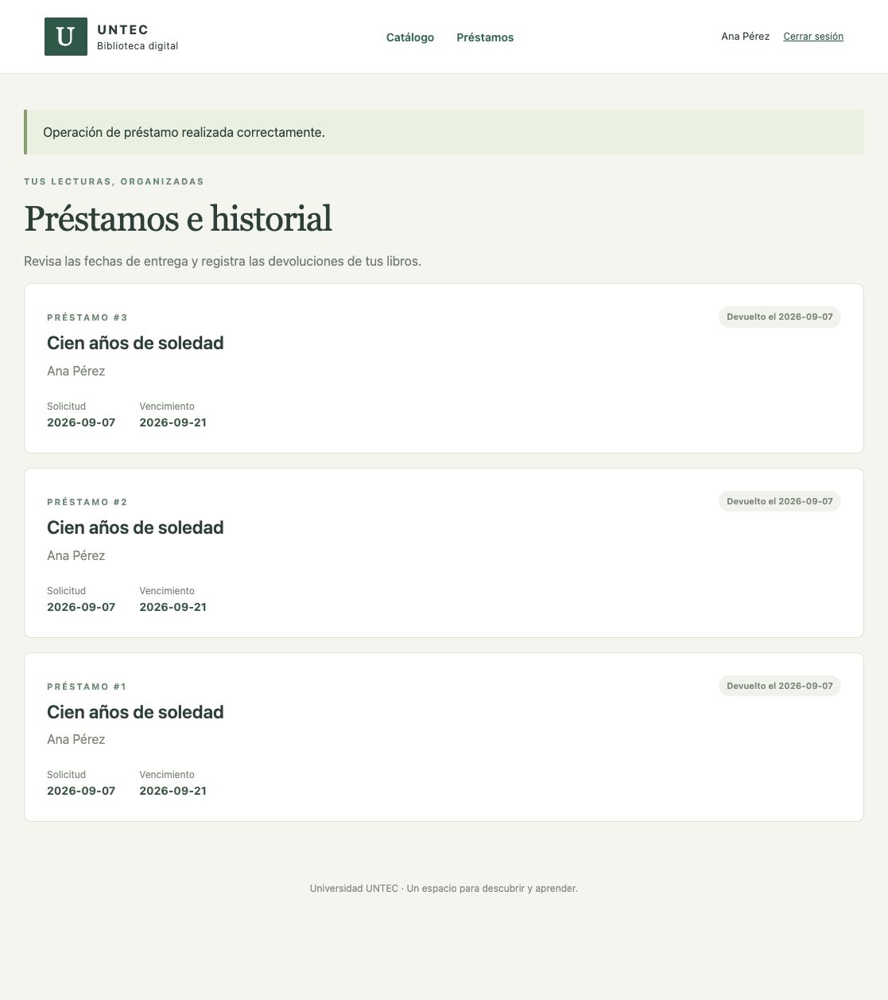 U
UNTEC
Biblioteca digital
Catálogo Préstamos
Ana Pérez Cerrar sesión
Operación de préstamo realizada correctamente.
TUS LECTURAS, ORGANIZADAS
Préstamos e historial
Revisa las fechas de entrega y registra las devoluciones de tus libros.
PRÉSTAMO #3
Devuelto el 2026-09-07
Cien años de soledad
Ana Pérez
Solicitud Vencimiento
2026-09-07 2026-09-21
PRÉSTAMO #2
Devuelto el 2026-09-07
Cien años de soledad
Ana Pérez
Solicitud Vencimiento
2026-09-07 2026-09-21
PRÉSTAMO #1
Devuelto el 2026-09-07
Cien años de soledad
Ana Pérez
Solicitud Vencimiento
2026-09-07 2026-09-21
Universidad UNTEC · Un espacio para descubrir y aprender.